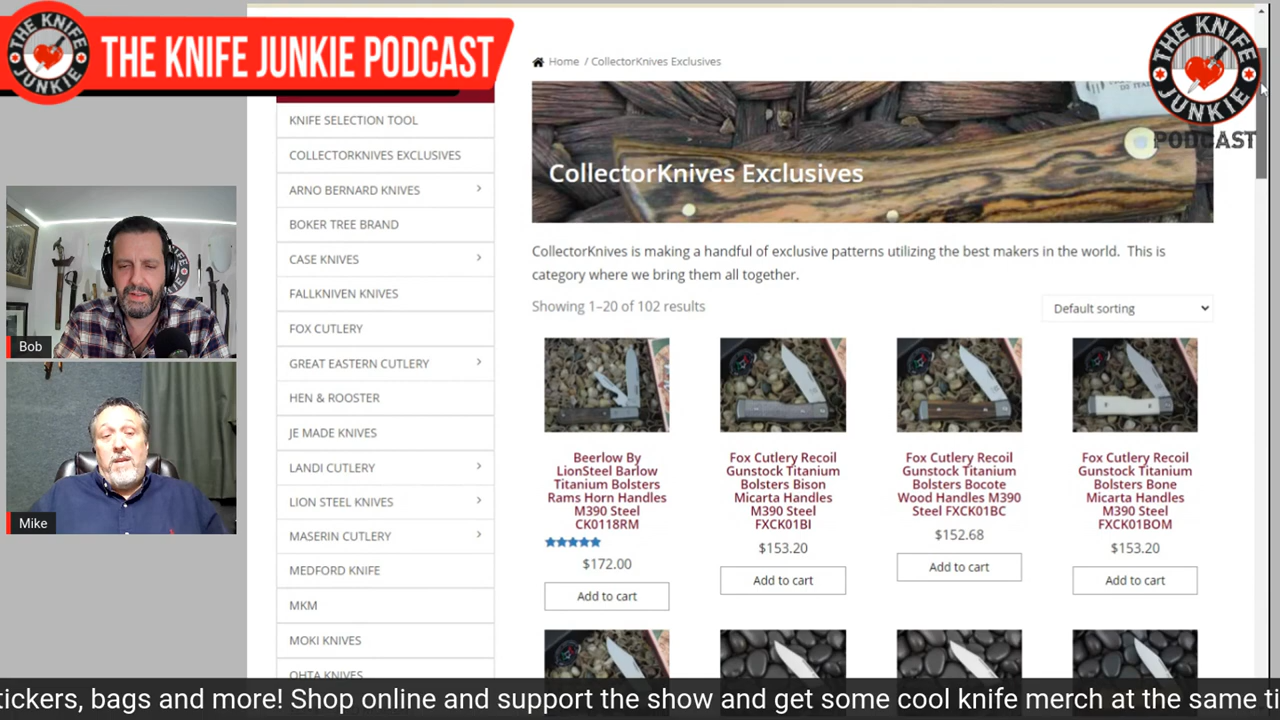 THE KNIFE JUNKIE PODCAST
THE KNIFE
JUNKIE
THE KNIFE
JUNKIE
PODCAST
Home / CollectorKnives Exclusives
CollectorKnives Exclusives
CollectorKnives is making a handful of exclusive patterns utilizing the best makers in the world. This is
category where we bring them all together.
Showing 1–20 of 102 results
Default sorting
KNIFE SELECTION TOOL
COLLECTORKNIVES EXCLUSIVES
ARNO BERNARD KNIVES
BOKER TREE BRAND
CASE KNIVES
FALLKNIVEN KNIVES
FOX CUTLERY
GREAT EASTERN CUTLERY
HEN & ROOSTER
JE MADE KNIVES
LANDI CUTLERY
LION STEEL KNIVES
MASERIN CUTLERY
MEDFORD KNIFE
MKM
MOKI KNIVES
OHTA KNIVES
Beerlow By
LionSteel Barlow
Titanium Bolsters
Rams Horn Handles
M390 Steel
CK0118RM
$172.00
Add to cart
Fox Cutlery Recoil
Gunstock Titanium
Bolsters Bison
Micarta Handles
M390 Steel
FXCK01BI
$153.20
Add to cart
Fox Cutlery Recoil
Gunstock Titanium
Bolsters Bocote
Wood Handles M390
Steel FXCK01BC
$152.68
Add to cart
Fox Cutlery Recoil
Gunstock Titanium
Bolsters Bone
Micarta Handles
M390 Steel
FXCK01BOM
$153.20
Add to cart
Bob
Mike
tickers, bags and more! Shop online and support the show and get some cool knife merch at the same ti